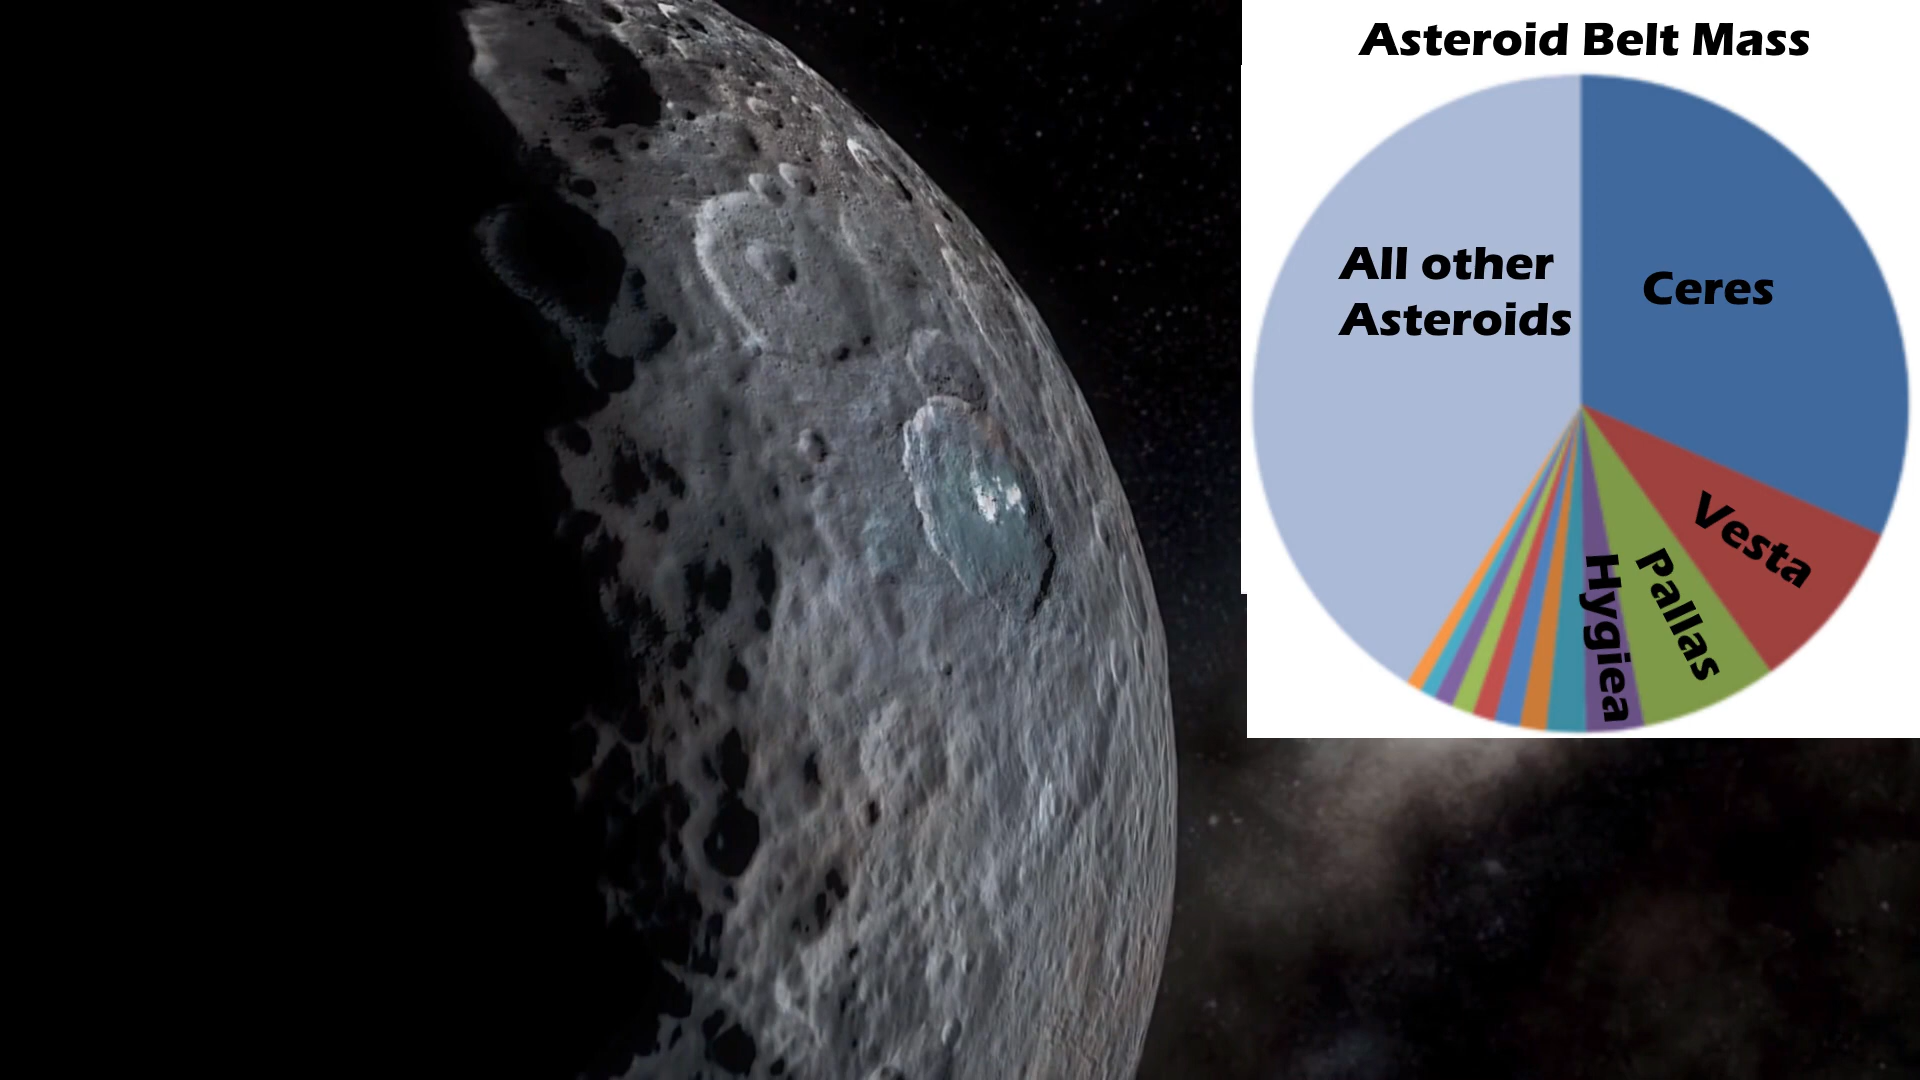 Asteroid Belt Mass
All other
Asteroids
Ceres
Vesta
Pallas
Hygiea